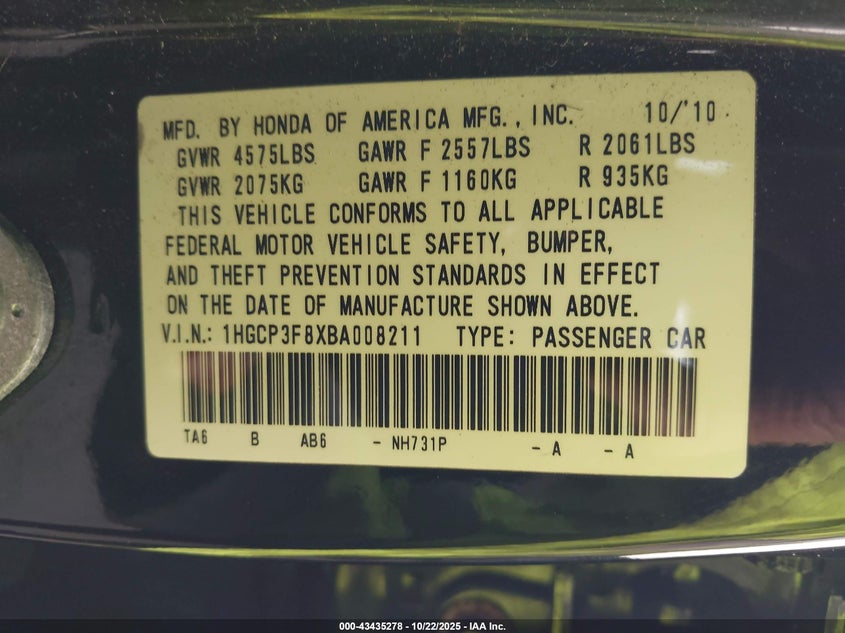 MFD. BY HONDA OF AMERICA MFG., INC. 10/'10
GVWR 4575LBS GAWR F 2557LBS R 2061LBS
GVWR 2075KG GAWR F 1160KG R 935KG
THIS VEHICLE CONFORMS TO ALL APPLICABLE
FEDERAL MOTOR VEHICLE SAFETY, BUMPER,
AND THEFT PREVENTION STANDARDS IN EFFECT
ON THE DATE OF MANUFACTURE SHOWN ABOVE.
V.I.N.: 1HGCP3F8XBA008211 TYPE: PASSENGER CAR
TA6 B AB6 - NH731P - A - A
000-43435278 - 10/22/2025 - IAA Inc.